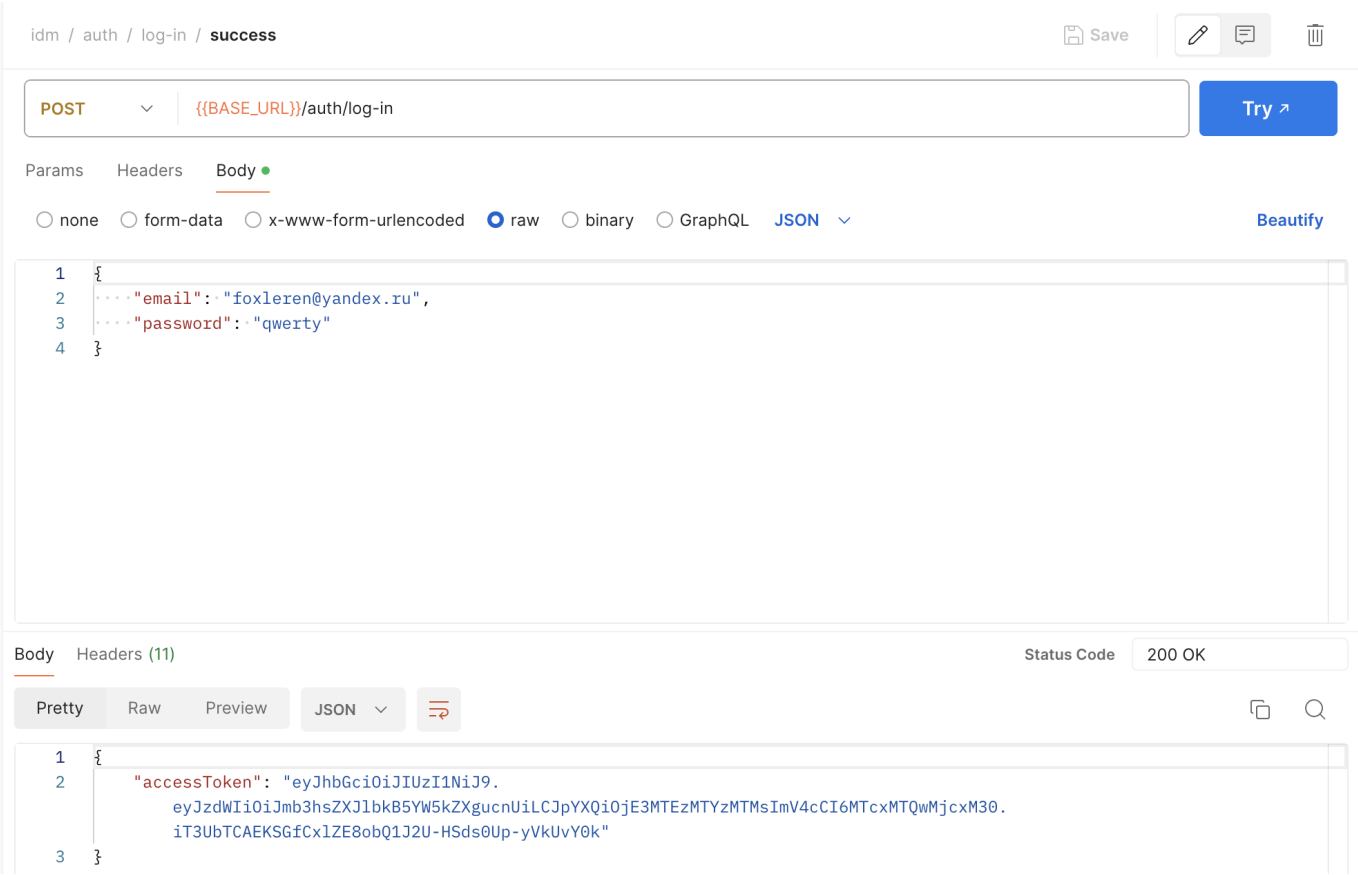 idm / auth / log-in / success
Save
POST
{{BASE_URL}}/auth/log-in
Try ↗
Params Headers Body
none form-data x-www-form-urlencoded raw binary GraphQL JSON
Beautify
1 {
2 ····"email":·"foxleren@yandex.ru",
3 ····"password":·"qwerty"
4 }
Body Headers (11)
Status Code 200 OK
Pretty Raw Preview JSON
1 {
2 "accessToken": "eyJhbGciOiJIUzI1NiJ9.
eyJzdWIiOiJmb3hsZXJlbkB5YW5kZXgucnUiLCJpYXQiOjE3MTEzMTYzMTMsImV4cCI6MTcxMTQwMjcxM30.
iT3UbTCAEKSGfCxlZE8obQ1J2U-HSds0Up-yVkUvY0k"
3 }